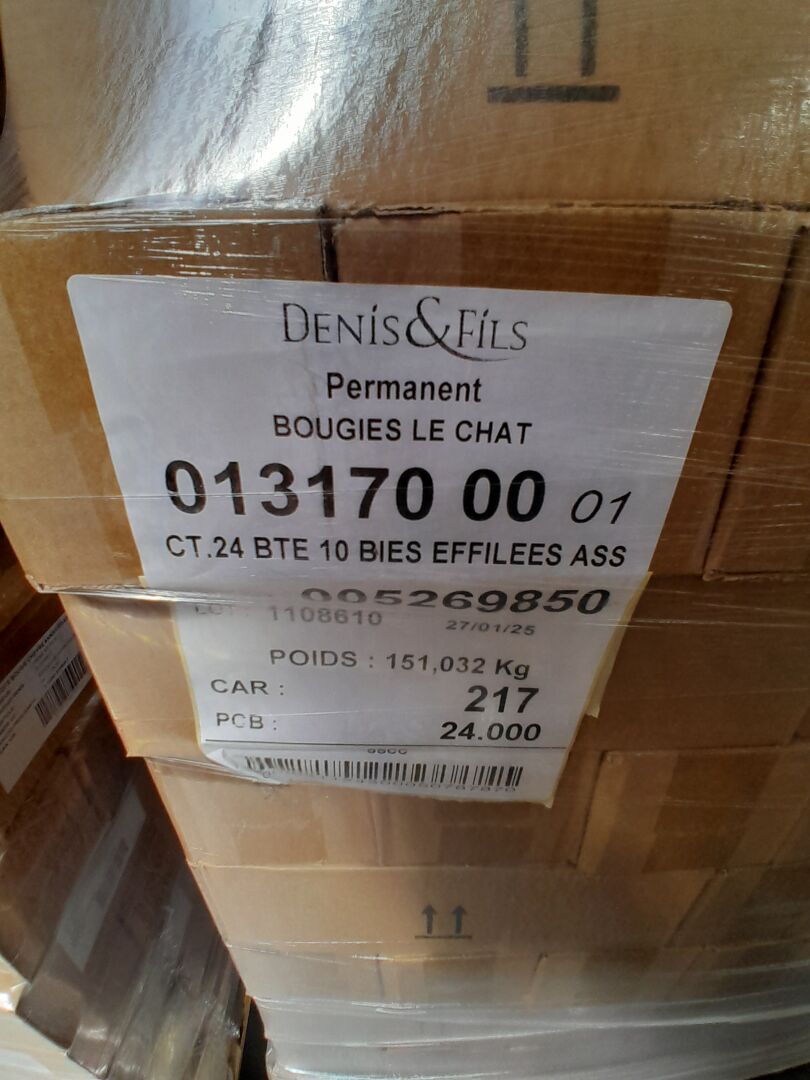 DENIS&FILS
Permanent
BOUGIES LE CHAT
013170 00 01
CT.24 BTE 10 BIES EFFILEES ASS
005269850
LOT: 1108610 27/01/25
POIDS : 151,032 Kg
CAR : 217
PCB : 24.000